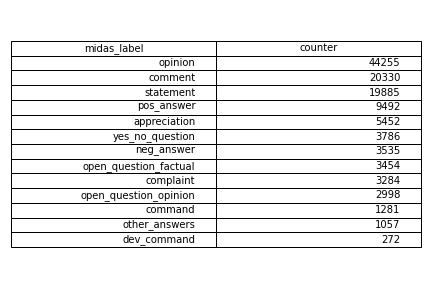 midas_label counter
opinion 44255
comment 20330
statement 19885
pos_answer 9492
appreciation 5452
yes_no_question 3786
neg_answer 3535
open_question_factual 3454
complaint 3284
open_question_opinion 2998
command 1281
other_answers 1057
dev_command 272